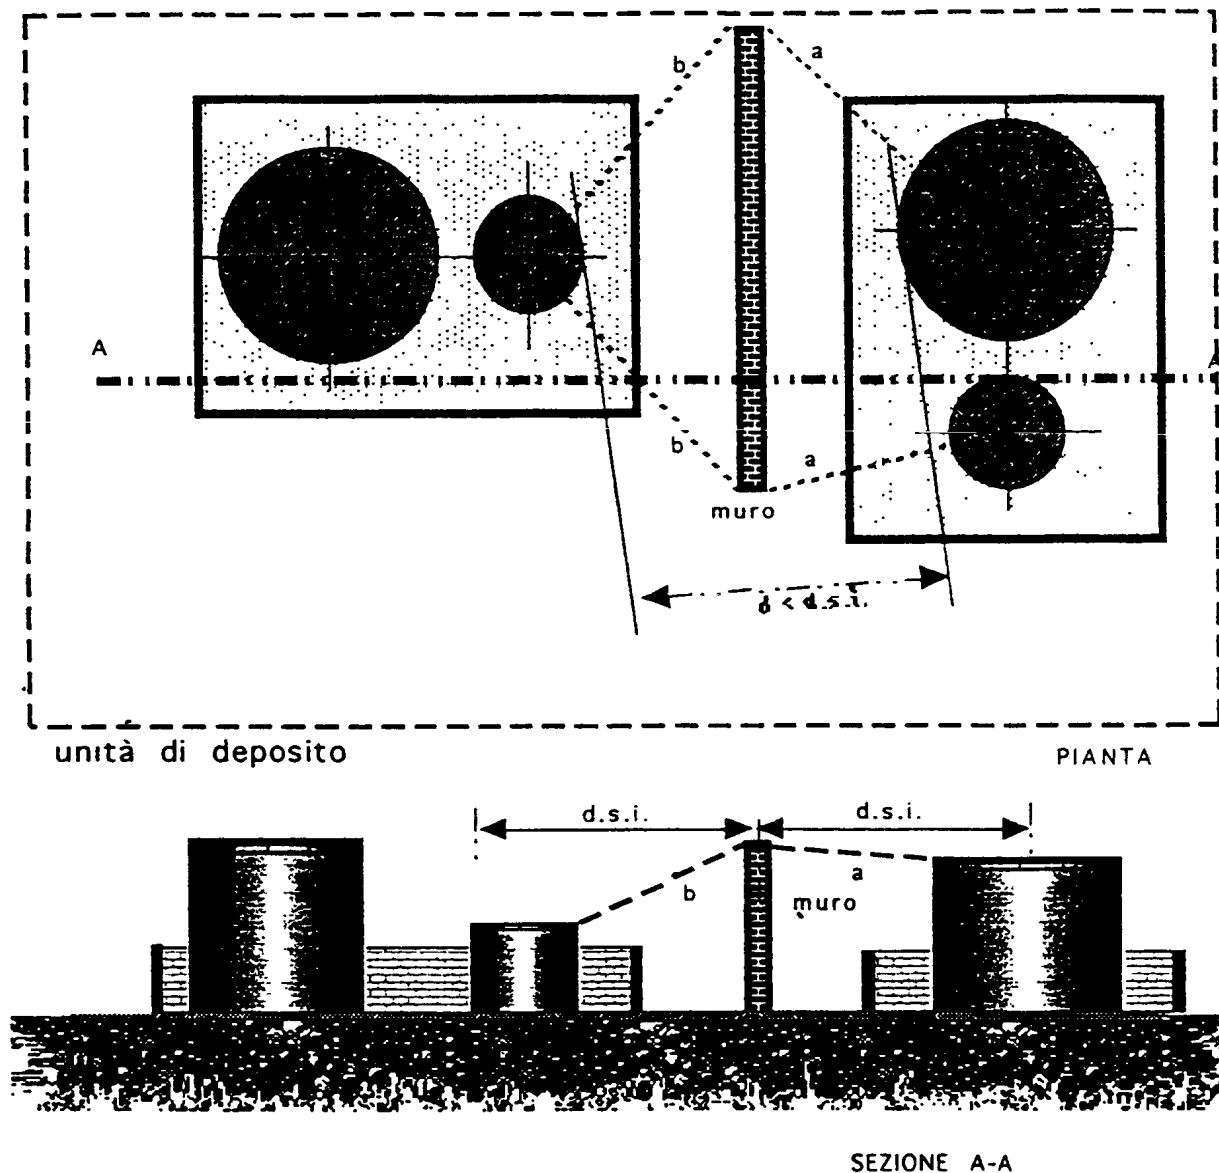 b
a
A
A
b
a
muro
d < d.s.i.
unità di deposito
PIANTA
d.s.i.
d.s.i.
b
a
muro
SEZIONE A-A